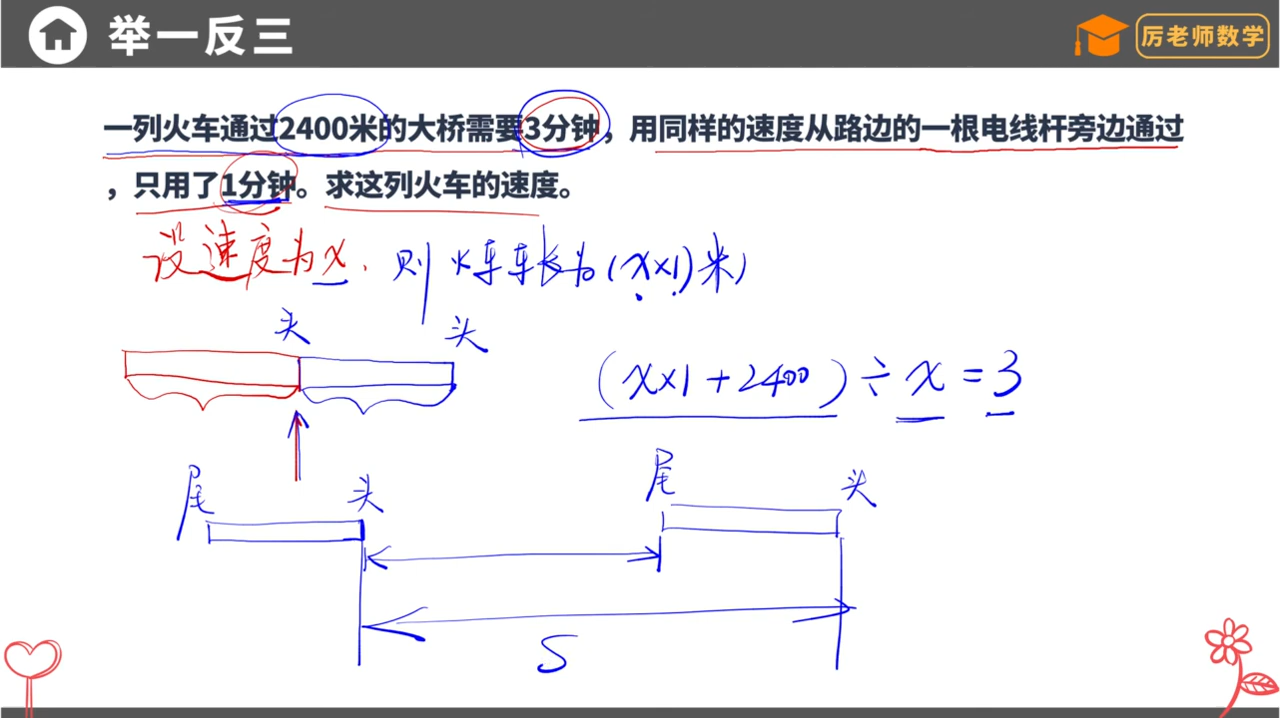 举一反三
厉老师数学
一列火车通过2400米的大桥需要3分钟，用同样的速度从路边的一根电线杆旁边通过
，只用了1分钟。求这列火车的速度。
设速度为x. 则火车车长为(x×1)米)
头 头
(x×1+2400)÷x=3
尾 头 尾 头
S